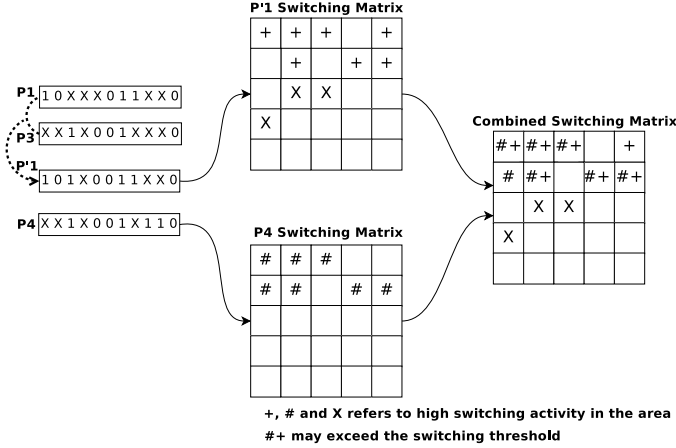 P'1 Switching Matrix
+ + + +
+ + +
X X
X
P1 1 0 X X X 0 1 1 X X 0
P3 X X 1 X 0 0 1 X X X 0
P'1 1 0 1 X 0 0 1 1 X X 0
P4 X X 1 X 0 0 1 X 1 1 0
P4 Switching Matrix
# # #
# # # #
Combined Switching Matrix
#+ #+ #+ +
# #+ #+ #+
X X
X
+, # and X refers to high switching activity in the area
#+ may exceed the switching threshold